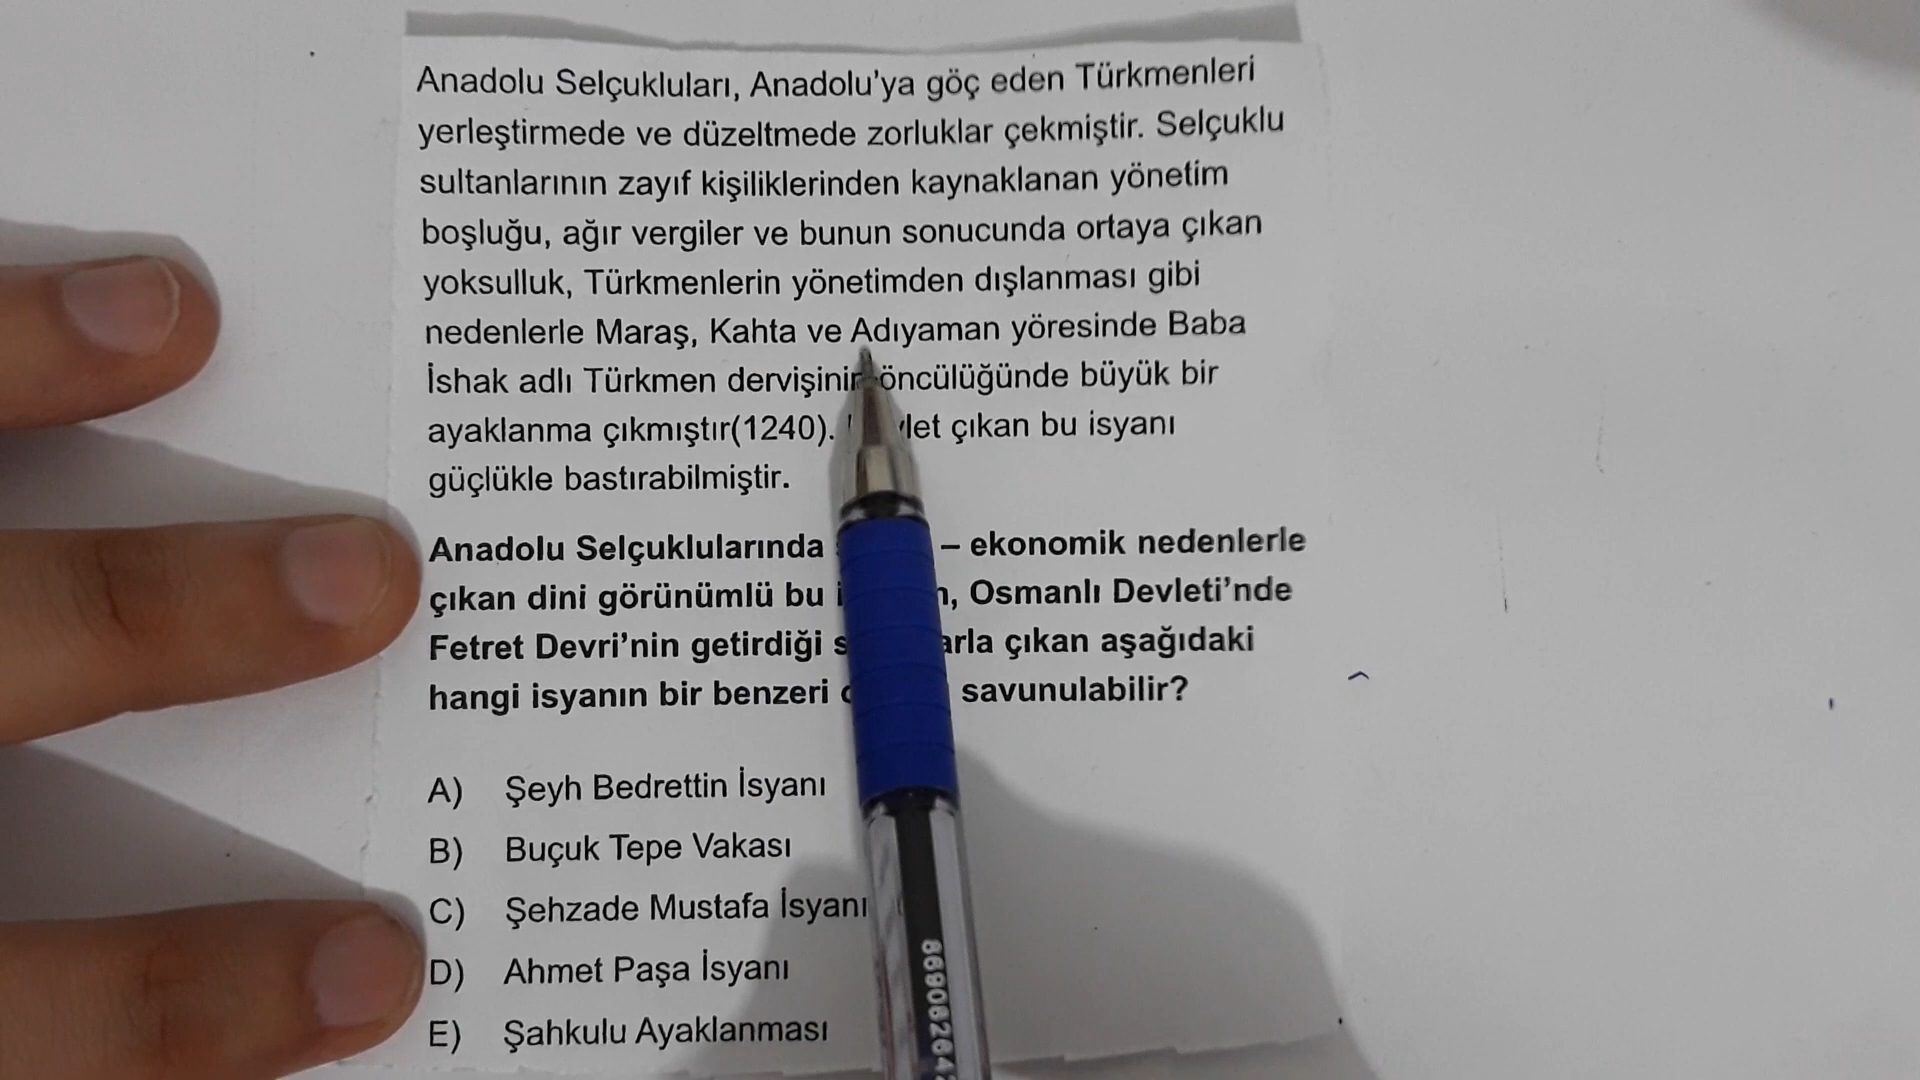 Anadolu Selçukluları, Anadolu'ya göç eden Türkmenleri
yerleştirmede ve düzeltmede zorluklar çekmiştir. Selçuklu
sultanlarının zayıf kişiliklerinden kaynaklanan yönetim
boşluğu, ağır vergiler ve bunun sonucunda ortaya çıkan
yoksulluk, Türkmenlerin yönetimden dışlanması gibi
nedenlerle Maraş, Kahta ve Adıyaman yöresinde Baba
İshak adlı Türkmen dervişinin öncülüğünde büyük bir
ayaklanma çıkmıştır(1240). çıkan bu isyanı
güçlükle bastırabilmiştir.
Anadolu Selçuklularında – ekonomik nedenlerle
çıkan dini görünümlü bu Osmanlı Devleti'nde
Fetret Devri'nin getirdiği çıkan aşağıdaki
hangi isyanın bir benzeri savunulabilir?
A) Şeyh Bedrettin İsyanı
B) Buçuk Tepe Vakası
C) Şehzade Mustafa İsyanı
D) Ahmet Paşa İsyanı
E) Şahkulu Ayaklanması